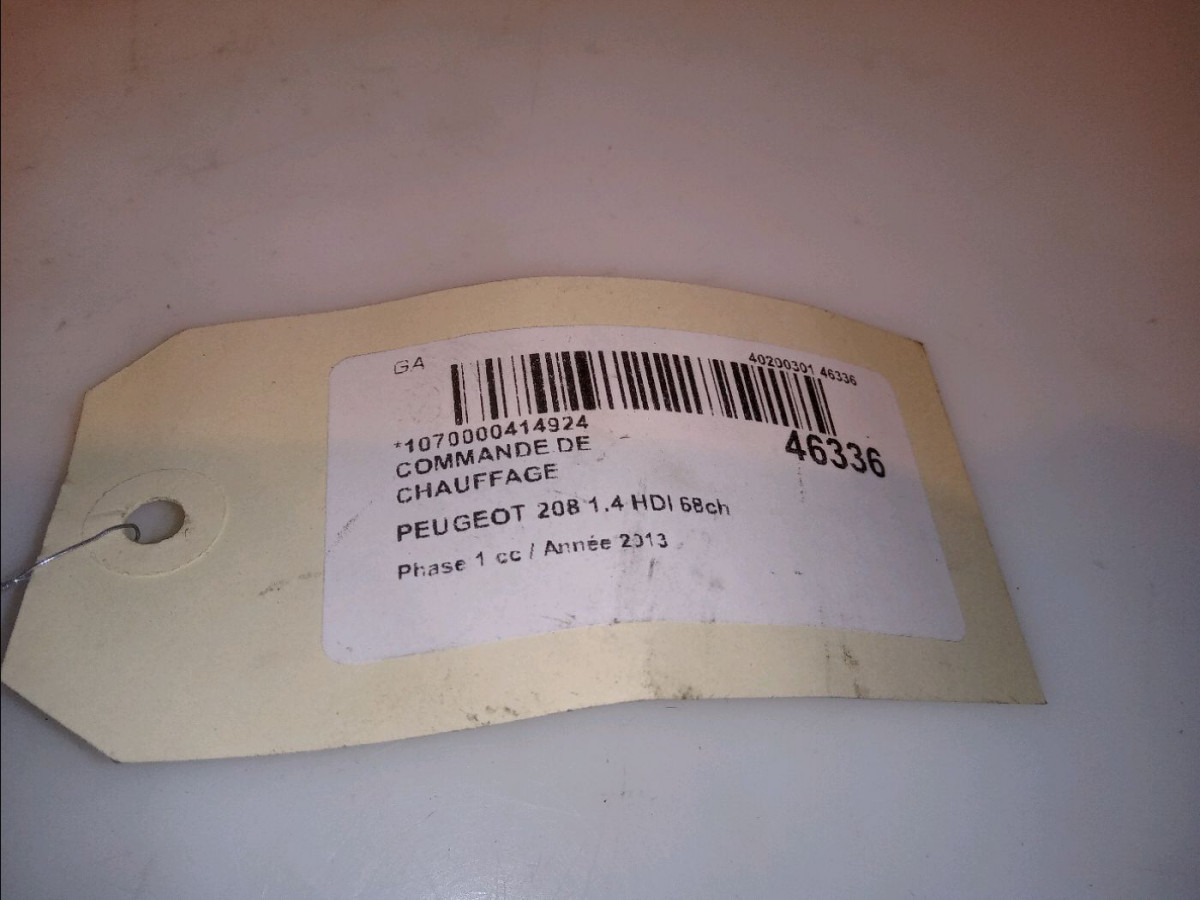 GA
40200301 46336
*1070000414924
46336
COMMANDE DE
CHAUFFAGE
PEUGEOT 208 1.4 HDI 68ch
Phase 1 cc / Année 2013